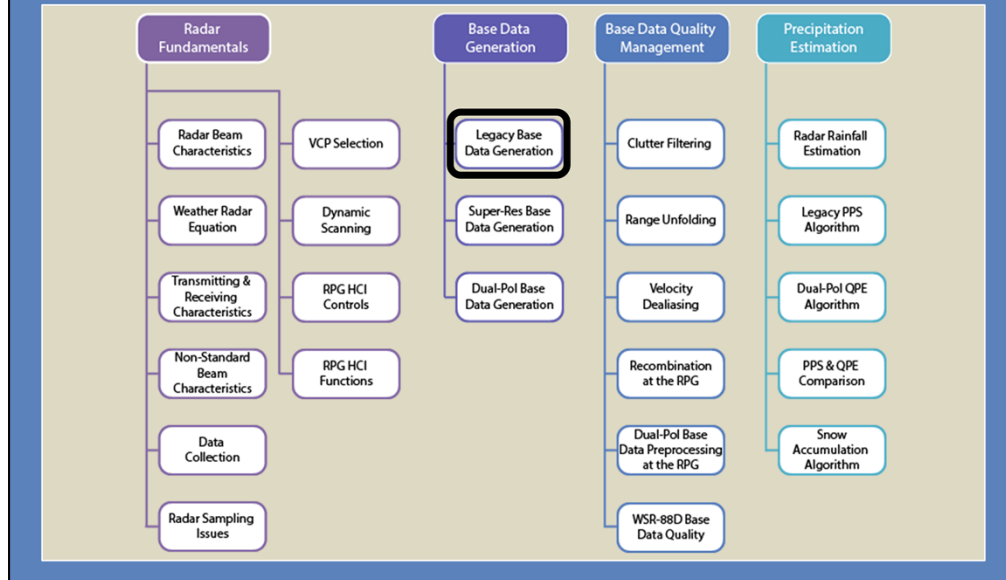 Radar
Fundamentals
Radar Beam
Characteristics
Weather Radar
Equation
Transmitting &
Receiving
Characteristics
Non-Standard
Beam
Characteristics
Data
Collection
Radar Sampling
Issues
VCP Selection
Dynamic
Scanning
RPG HCI
Controls
RPG HCI
Functions
Base Data
Generation
Legacy Base
Data Generation
Super-Res Base
Data Generation
Dual-Pol Base
Data Generation
Base Data Quality
Management
Clutter Filtering
Range Unfolding
Velocity
Dealiasing
Recombination
at the RPG
Dual-Pol Base
Data Preprocessing
at the RPG
WSR-88D Base
Data Quality
Precipitation
Estimation
Radar Rainfall
Estimation
Legacy PPS
Algorithm
Dual-Pol QPE
Algorithm
PPS & QPE
Comparison
Snow
Accumulation
Algorithm